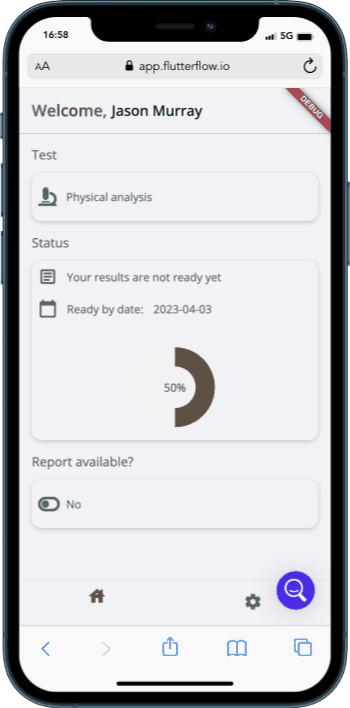 16:58
5G
AA
app.flutterflow.io
Welcome, Jason Murray
DEBUG
Test
Physical analysis
Status
Your results are not ready yet
Ready by date: 2023-04-03
50%
Report available?
No